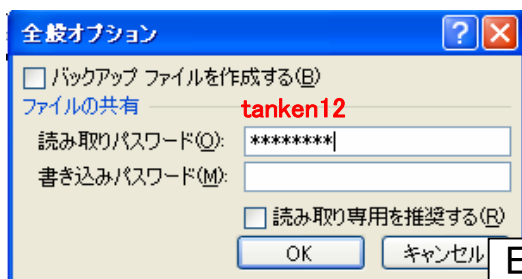 全般オプション
バックアップ ファイルを作成する(B)
ファイルの共有
tanken12
読み取りパスワード(O): ********
書き込みパスワード(M):
読み取り専用を推奨する(R)
OK キャンセル